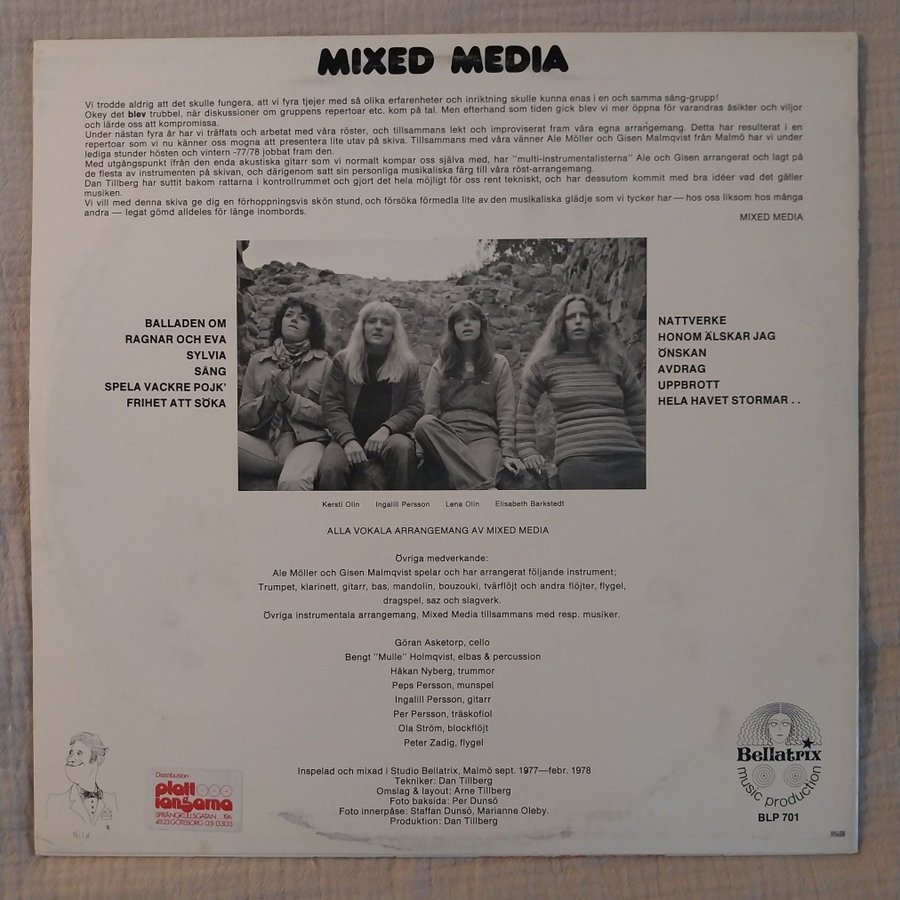 MIXED MEDIA
Vi trodde aldrig att det skulle fungera, att vi fyra tjejer med så olika erfarenheter och inriktning skulle kunna enas i en och samma sång-grupp!
Okey det blev trubbel, när diskussioner om gruppens repertoar etc. kom på tal. Men efterhand som tiden gick blev vi mer öppna för varandras åsikter och viljor
och lärde oss att kompromissa.
Under nästan fyra år har vi träffats och arbetat med våra röster, och tillsammans lekt och improviserat fram våra egna arrangemang. Detta har resulterat i en
repertoar som vi nu känner oss mogna att presentera lite utav på skiva. Tillsammans med våra vänner Ale Möller och Gisen Malmqvist från Malmö har vi under
lediga stunder hösten och vintern -77/78 jobbat fram den.
Med utgångspunkt ifrån den enda akustiska gitarr som vi normalt kompar oss själva med, har "multi-instrumentalisterna" Ale och Gisen arrangerat och lagt på
de flesta av instrumenten på skivan, och därigenom satt sin personliga musikaliska färg till våra röst-arrangemang.
Dan Tillberg har suttit bakom rattarna i kontrollrummet och gjort det hela möjligt för oss rent tekniskt, och har dessutom kommit med bra idéer vad det gäller
musiken.
Vi vill med denna skiva ge dig en förhoppningsvis skön stund, och försöka förmedla lite av den musikaliska glädje som vi tycker har — hos oss liksom hos många
andra — legat gömd alldeles för länge inombords.
MIXED MEDIA
BALLADEN OM
RAGNAR OCH EVA
SYLVIA
SÅNG
SPELA VACKRE POJK'
FRIHET ATT SÖKA
NATTVERKE
HONOM ÄLSKAR JAG
ÖNSKAN
AVDRAG
UPPBROTT
HELA HAVET STORMAR . .
Kersti Olin Ingalill Persson Lena Olin Elisabeth Barkstedt
ALLA VOKALA ARRANGEMANG AV MIXED MEDIA
Övriga medverkande:
Ale Möller och Gisen Malmqvist spelar och har arrangerat följande instrument;
Trumpet, klarinett, gitarr, bas, mandolin, bouzouki, tvärflöjt och andra flöjter, flygel,
dragspel, saz och slagverk.
Övriga instrumentala arrangemang, Mixed Media tillsammans med resp. musiker.
Göran Asketorp, cello
Bengt "Mulle" Holmqvist, elbas & percussion
Håkan Nyberg, trummor
Peps Persson, munspel
Ingalill Persson, gitarr
Per Persson, träskofiol
Ola Ström, blockflöjt
Peter Zadig, flygel
Inspelad och mixad i Studio Bellatrix, Malmö sept. 1977—febr. 1978
Tekniker: Dan Tillberg
Omslag & layout: Arne Tillberg
Foto baksida: Per Dunsö
Foto innerpåse: Staffan Dunsö, Marianne Oleby.
Produktion: Dan Tillberg
Distribution
platt
langarna
SPRÅNGKULLSGATAN 19A
41123 GÖTEBORG 031-133133
Bellatrix
music production
BLP 701